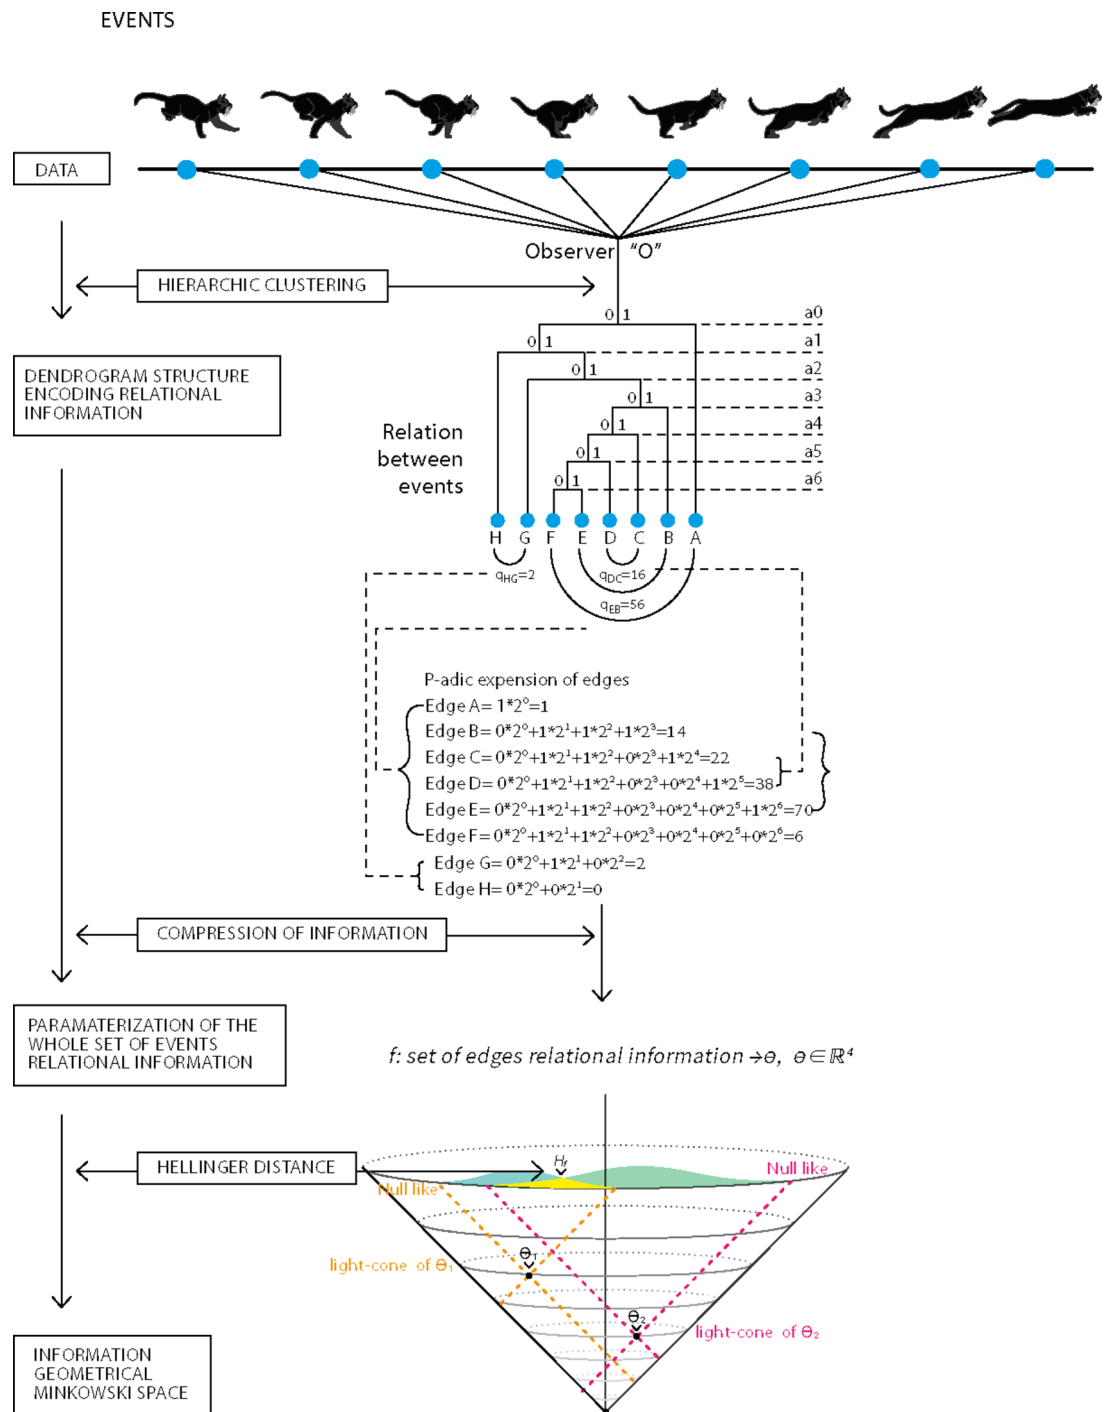 EVENTS
DATA
Observer "O"
HIERARCHIC CLUSTERING
0 1 a0
0 1 a1
0 1 a2
0 1 a3
0 1 a4
0 1 a5
0 1 a6
DENDROGRAM STRUCTURE
ENCODING RELATIONAL
INFORMATION
Relation
between
events
H G F E D C B A
qHG=2 qDC=16
qEB=56
P-adic expension of edges
Edge A= 1*2⁰=1
Edge B= 0*2⁰+1*2¹+1*2²+1*2³=14
Edge C= 0*2⁰+1*2¹+1*2²+0*2³+1*2⁴=22
Edge D= 0*2⁰+1*2¹+1*2²+0*2³+0*2⁴+1*2⁵=38
Edge E= 0*2⁰+1*2¹+1*2²+0*2³+0*2⁴+0*2⁵+1*2⁶=70
Edge F= 0*2⁰+1*2¹+1*2²+0*2³+0*2⁴+0*2⁵+0*2⁶=6
Edge G= 0*2⁰+1*2¹+0*2²=2
Edge H= 0*2⁰+0*2¹=0
COMPRESSION OF INFORMATION
PARAMATERIZATION OF THE
WHOLE SET OF EVENTS
RELATIONAL INFORMATION
f: set of edges relational information →ɵ, ɵ∈ℝ⁴
HELLINGER DISTANCE
Hf
Null like
Null like
light-cone of ϴ₁
ϴ₁
ϴ₂
light-cone of ϴ₂
INFORMATION
GEOMETRICAL
MINKOWSKI SPACE